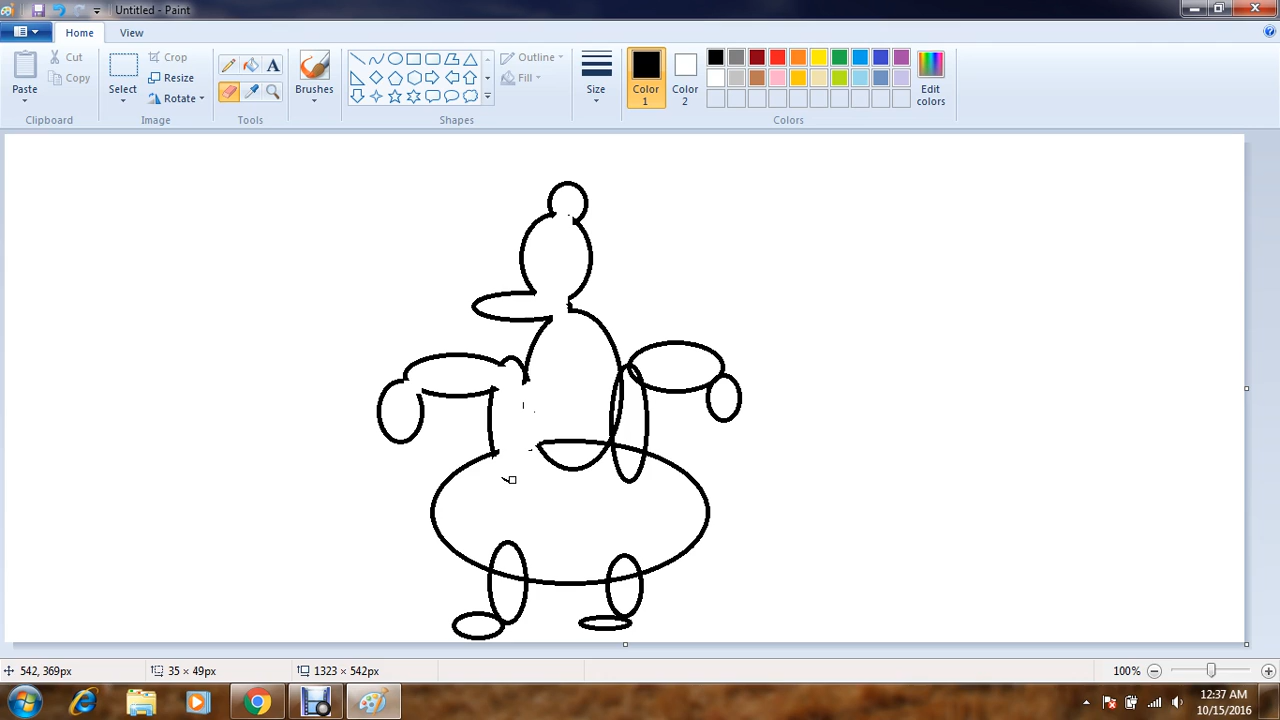 Untitled - Paint
Home View
Paste
Cut
Copy
Clipboard
Select
Crop
Resize
Rotate
Image
A
Tools
Brushes
Outline
Fill
Shapes
Size
Color 1
Color 2
Edit colors
Colors
542, 369px
35 × 49px
1323 × 542px
100%
12:37 AM
10/15/2016